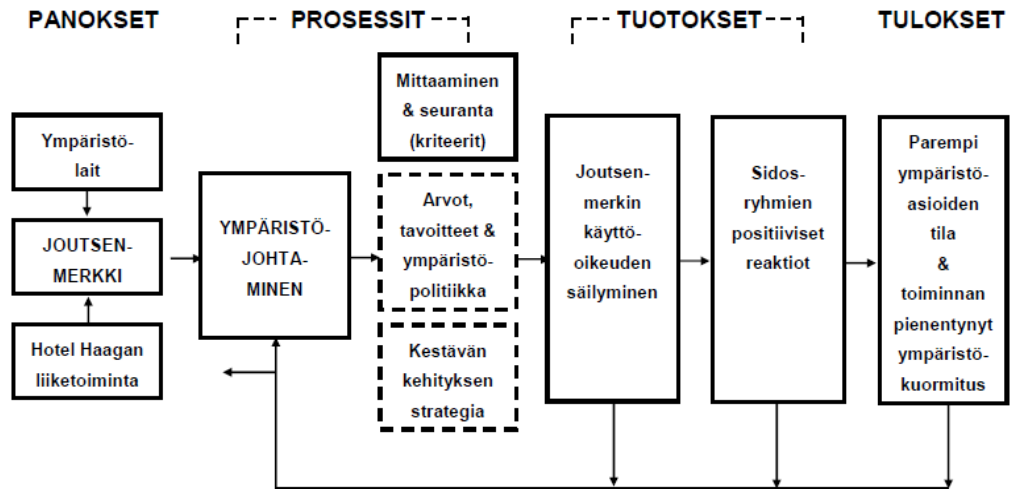 PANOKSET
PROSESSIT
TUOTOKSET
TULOKSET
Ympäristö-
lait
JOUTSEN-
MERKKI
Hotel Haagan
liiketoiminta
YMPÄRISTÖ-
JOHTA-
MINEN
Mittaaminen
& seuranta
(kriteerit)
Arvot,
tavoitteet &
ympäristö-
politiikka
Kestävän
kehityksen
strategia
Joutsen-
merkin
käyttö-
oikeuden
säilyminen
Sidos-
ryhmien
positiiviset
reaktiot
Parempi
ympäristö-
asioiden
tila
&
toiminnan
pienentynyt
ympäristö-
kuormitus